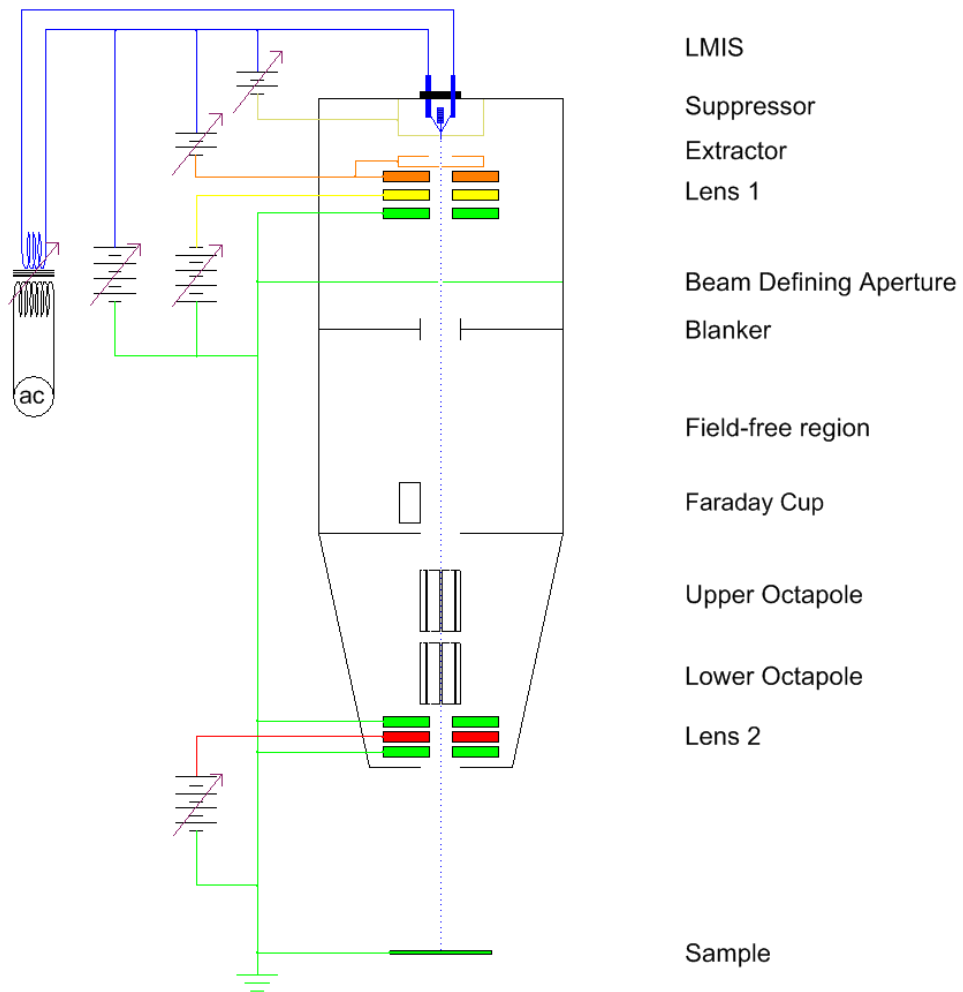 LMIS
Suppressor
Extractor
Lens 1
Beam Defining Aperture
Blanker
ac
Field-free region
Faraday Cup
Upper Octapole
Lower Octapole
Lens 2
Sample